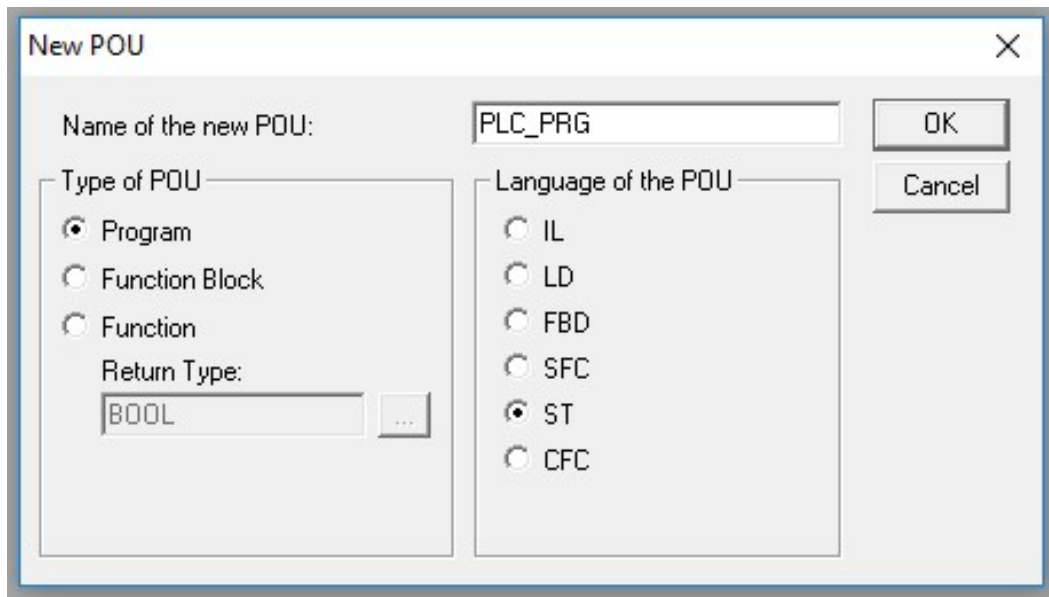 New POU
Name of the new POU:
PLC_PRG
OK
Cancel
Type of POU
Program
Function Block
Function
Return Type:
BOOL
...
Language of the POU
IL
LD
FBD
SFC
ST
CFC